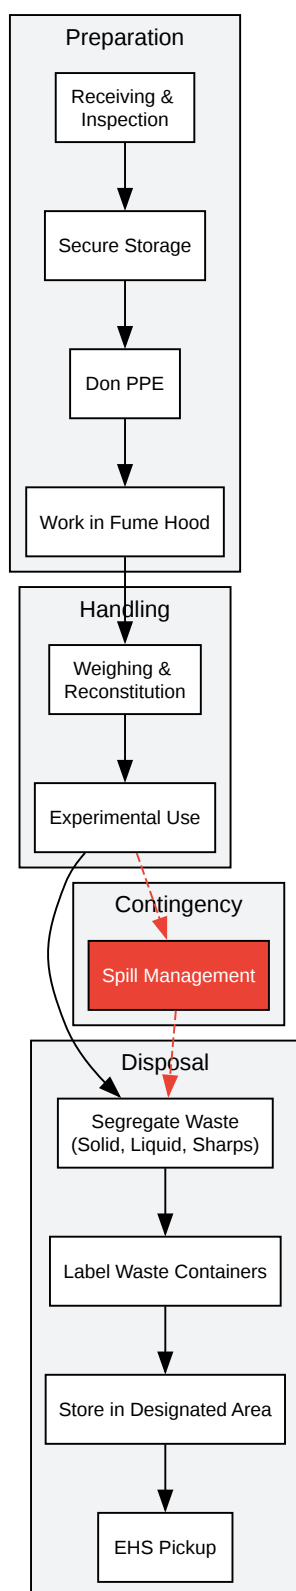 Preparation
Receiving &
Inspection
Secure Storage
Don PPE
Work in Fume Hood
Handling
Weighing &
Reconstitution
Experimental Use
Contingency
Spill Management
Disposal
Segregate Waste
(Solid, Liquid, Sharps)
Label Waste Containers
Store in Designated Area
EHS Pickup